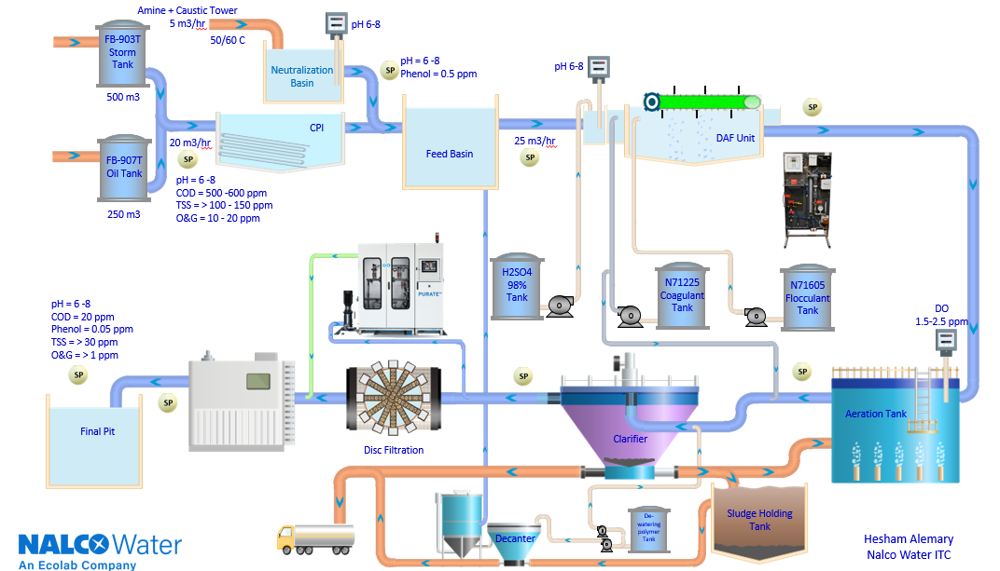 Amine + Caustic Tower
5 m3/hr
50/60 C
pH 6-8
FB-903T
Storm
Tank
500 m3
Neutralization
Basin
SP
pH = 6 -8
Phenol = 0.5 ppm
pH 6-8
SP
CPI
DAF Unit
20 m3/hr
SP
Feed Basin
25 m3/hr
SP
FB-907T
Oil Tank
250 m3
pH = 6 -8
COD = 500 -600 ppm
TSS = > 100 - 150 ppm
O&G = 10 - 20 ppm
H2SO4
98%
Tank
N71225
Coagulant
Tank
N71605
Flocculant
Tank
PURATE™
DO
1.5-2.5 ppm
pH = 6 -8
COD = 20 ppm
Phenol = 0.05 ppm
TSS = > 30 ppm
O&G = > 1 ppm
SP
SP
SP
SP
Final Pit
Disc Filtration
Clarifier
Aeration Tank
Sludge Holding
Tank
De-
watering
polymer
Tank
Decanter
NALCO Water
An Ecolab Company
Hesham Alemary
Nalco Water ITC